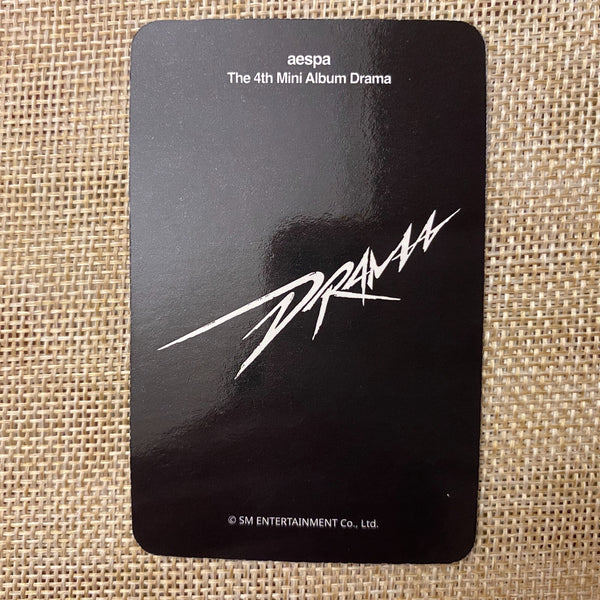 aespa
The 4th Mini Album Drama
DRAMA
© SM ENTERTAINMENT Co., Ltd.